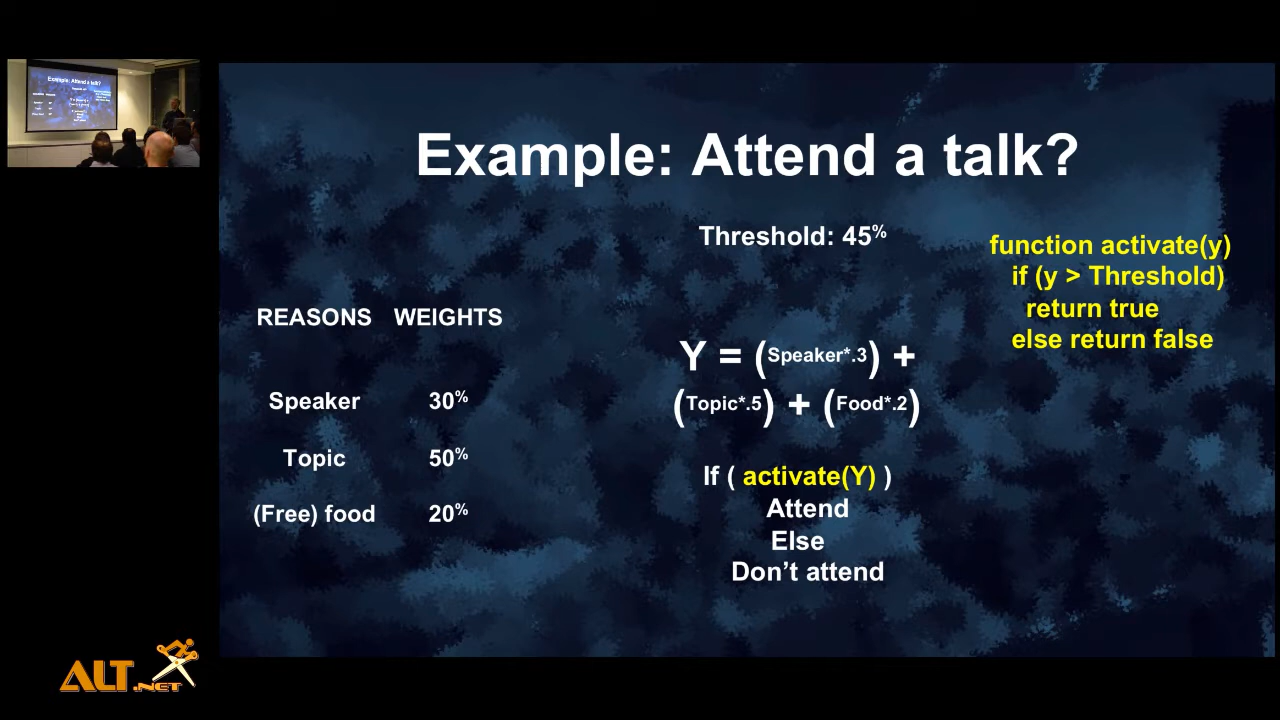 Example: Attend a talk?
Threshold: 45%
function activate(y)
if (y > Threshold)
return true
else return false
REASONS WEIGHTS
Speaker 30%
Topic 50%
(Free) food 20%
Y = (Speaker*.3) +
(Topic*.5) + (Food*.2)
If ( activate(Y) )
Attend
Else
Don’t attend
ALT.NET